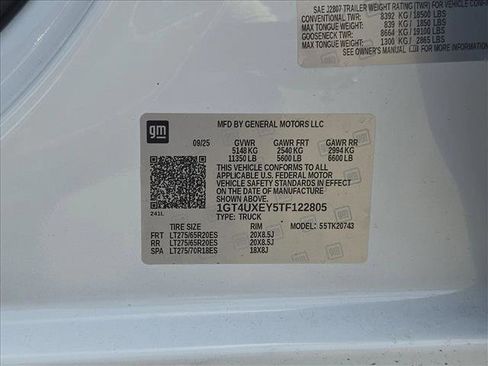 SAE J2807 TRAILER WEIGHT RATING (TWR) FOR VEHICLE
CONVENTIONAL TWR: 8392 KG / 18500 LBS
MAX TONGUE WEIGHT: 839 KG / 1850 LBS
GOOSENECK TWR: 8664 KG / 19100 LBS
MAX TONGUE WEIGHT: 1300 KG / 2865 LBS
SEE OWNER'S MANUAL FOR
gm
MFD BY GENERAL MOTORS LLC
09/25 GVWR GAWR FRT GAWR RR
5148 KG 2540 KG 2994 KG
11350 LB 5600 LB 6600 LB
THIS VEHICLE CONFORMS TO ALL
APPLICABLE U.S. FEDERAL MOTOR
VEHICLE SAFETY STANDARDS IN
EFFECT ON THE DATE OF MANUFACTURE
SHOWN ABOVE.
1GT4UXEY5TF122805
TYPE: TRUCK
241L
TIRE SIZE RIM MODEL: 55TK20743
FRT LT275/65R20ES 20X8.5J
RR LT275/65R20ES 20X8.5J
SPA LT275/70R18ES 18X8J